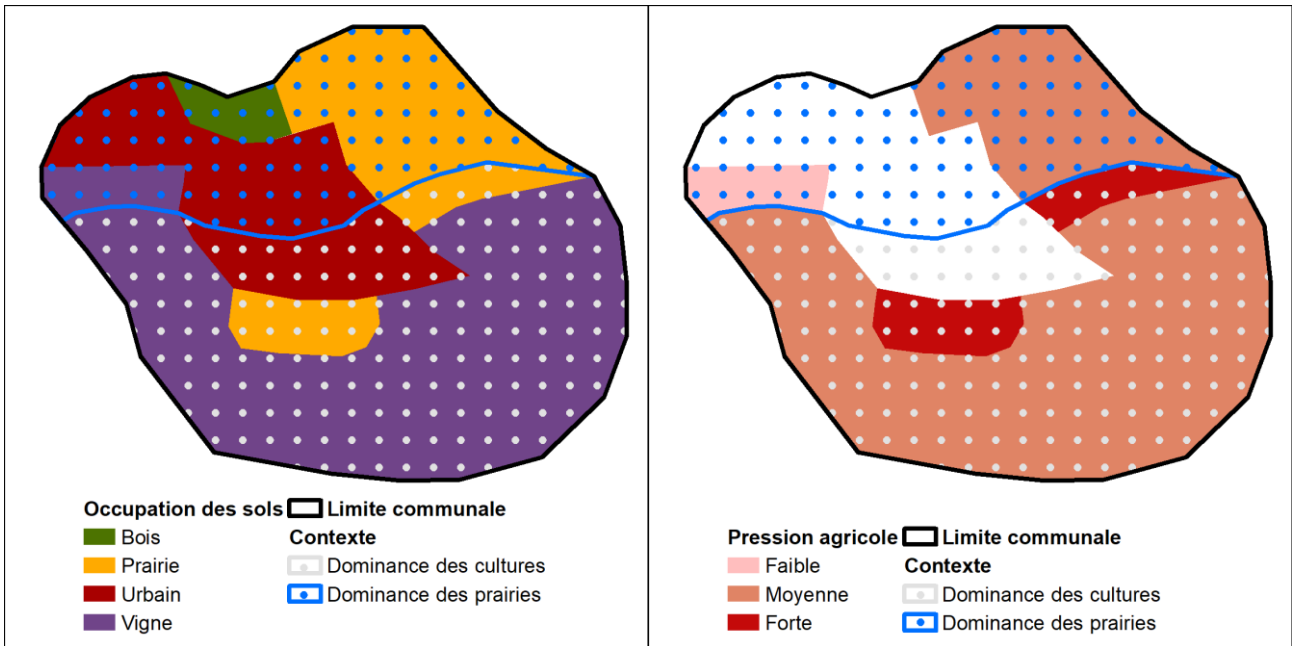 Occupation des sols
Bois
Prairie
Urbain
Vigne
Limite communale
Contexte
Dominance des cultures
Dominance des prairies
Pression agricole
Faible
Moyenne
Forte
Limite communale
Contexte
Dominance des cultures
Dominance des prairies